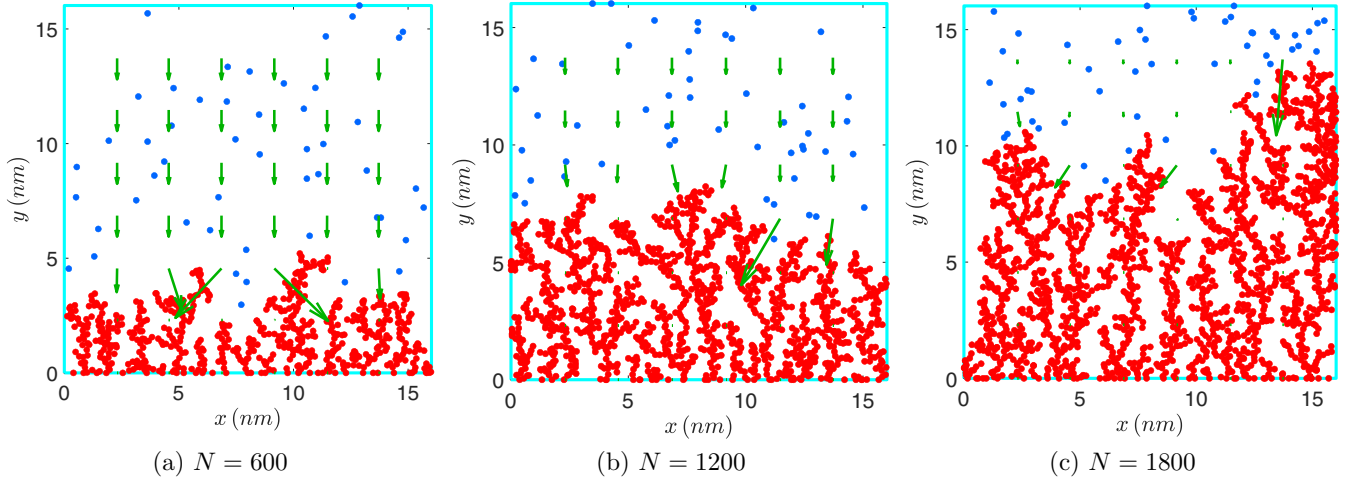 15
10
5
0
y (nm)
0 5 10 15
x (nm)
(a) N = 600
15
10
5
0
y (nm)
0 5 10 15
x (nm)
(b) N = 1200
15
10
5
0
y (nm)
0 5 10 15
x (nm)
(c) N = 1800